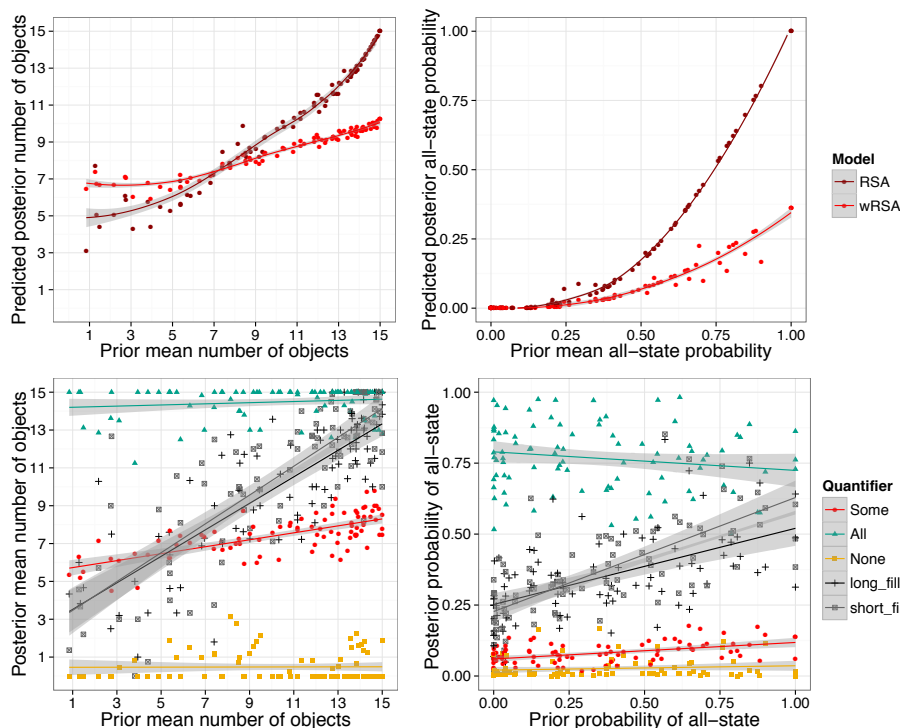 15
13
11
9
7
5
3
1
1 3 5 7 9 11 13 15
Prior mean number of objects
Predicted posterior number of objects
1.00
0.75
0.50
0.25
0.00
0.00 0.25 0.50 0.75 1.00
Prior mean all-state probability
Predicted posterior all-state probability
Model
RSA
wRSA
15
13
11
9
7
5
3
1
1 3 5 7 9 11 13 15
Prior mean number of objects
Posterior mean number of objects
1.00
0.75
0.50
0.25
0.00
0.00 0.25 0.50 0.75 1.00
Prior probability of all-state
Posterior probability of all-state
Quantifier
Some
All
None
long_fill
short_fi